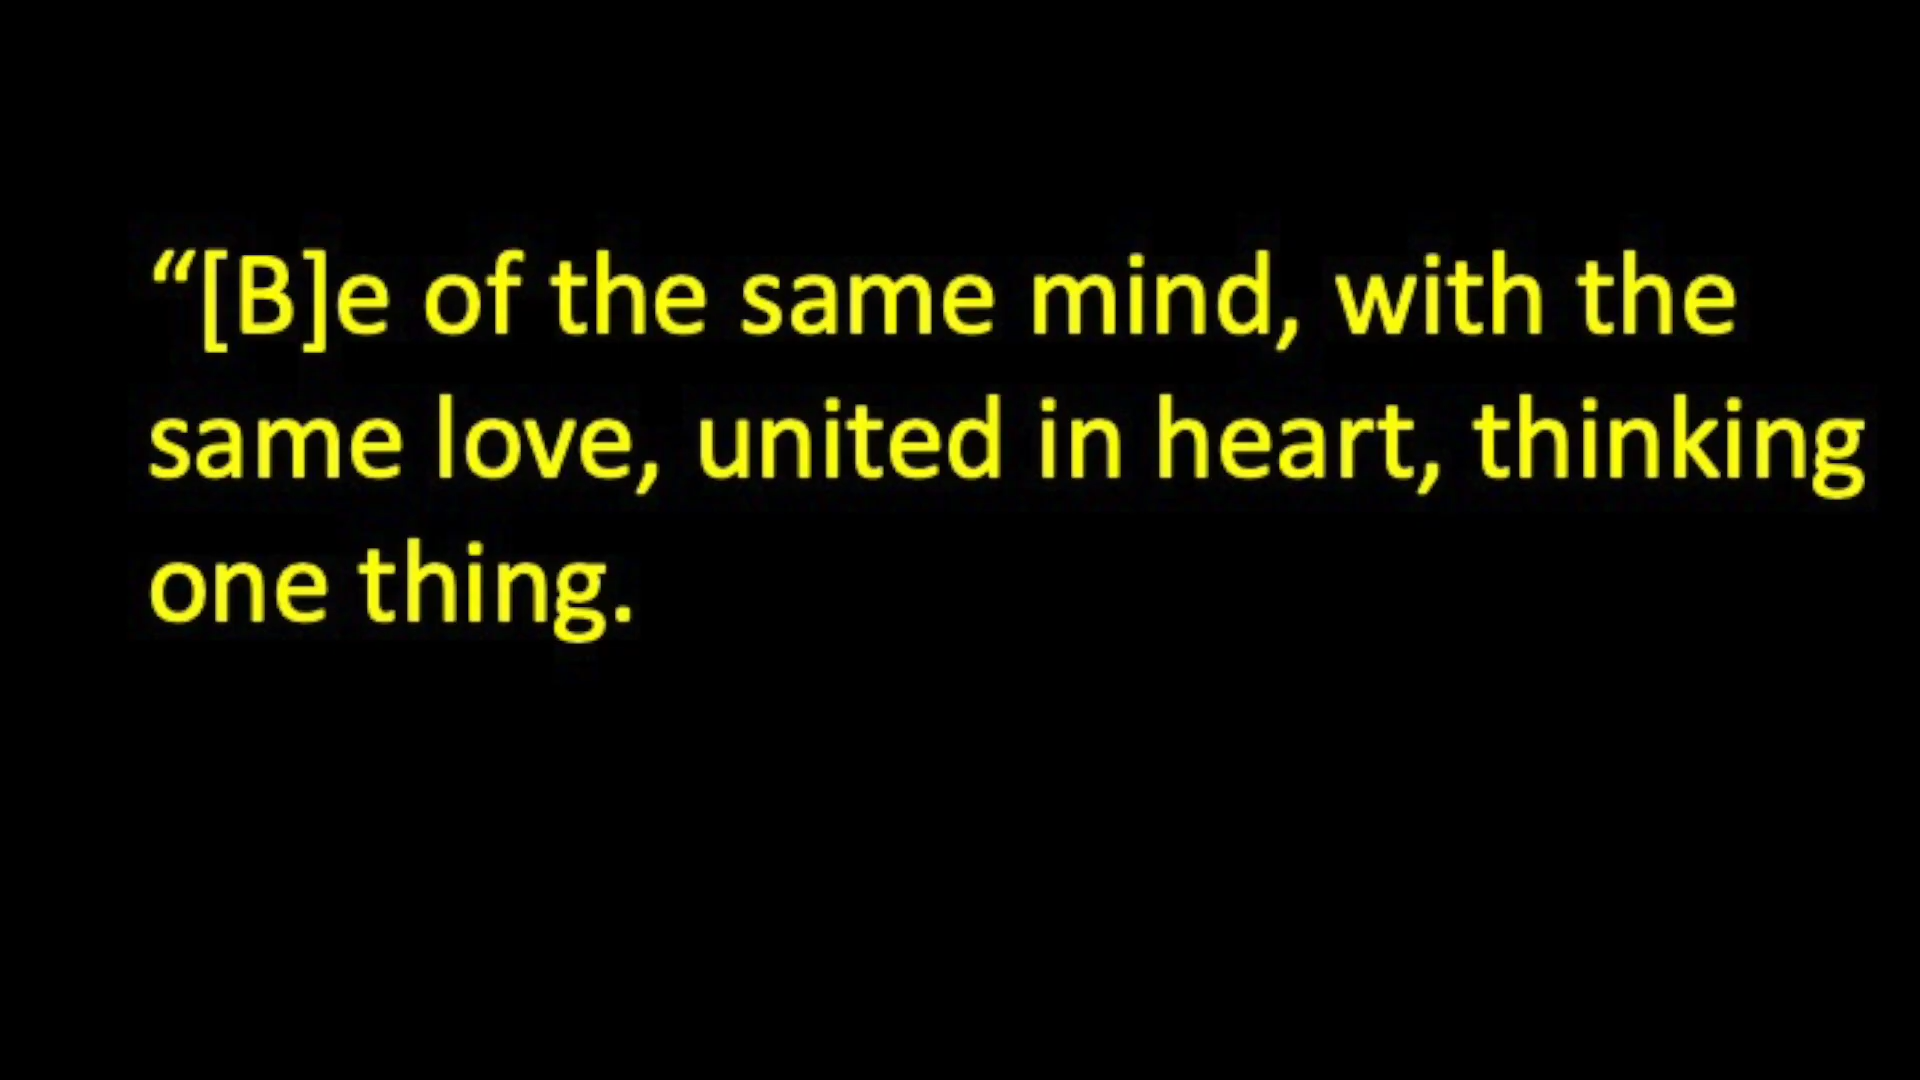 “[B]e of the same mind, with the
same love, united in heart, thinking
one thing.